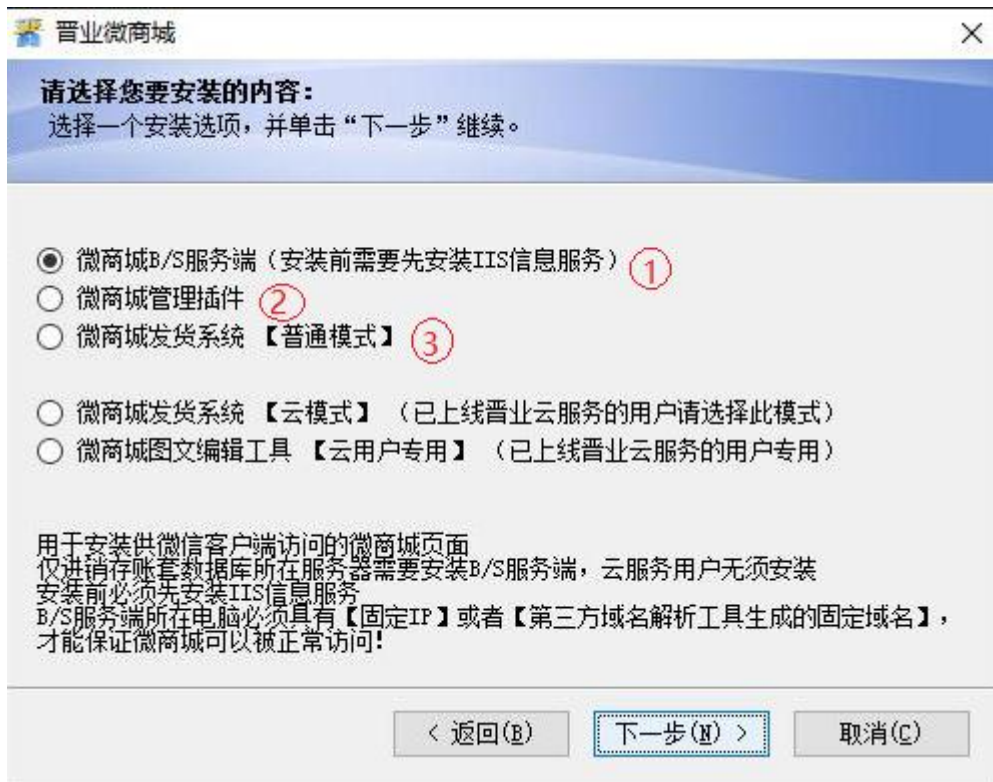 晋业微商城
请选择您要安装的内容：
选择一个安装选项，并单击“下一步”继续。
微商城B/S服务端（安装前需要先安装IIS信息服务） ①
微商城管理插件 ②
微商城发货系统 【普通模式】 ③
微商城发货系统 【云模式】 （已上线晋业云服务的用户请选择此模式）
微商城图文编辑工具 【云用户专用】 （已上线晋业云服务的用户专用）
用于安装供微信客户端访问的微商城页面
仅进销存账套数据库所在服务器需要安装B/S服务端，云服务用户无须安装
安装前必须先安装IIS信息服务
B/S服务端所在电脑必须具有【固定IP】或者【第三方域名解析工具生成的固定域名】，
才能保证微商城可以被正常访问!
< 返回(B) 下一步(N) > 取消(C)